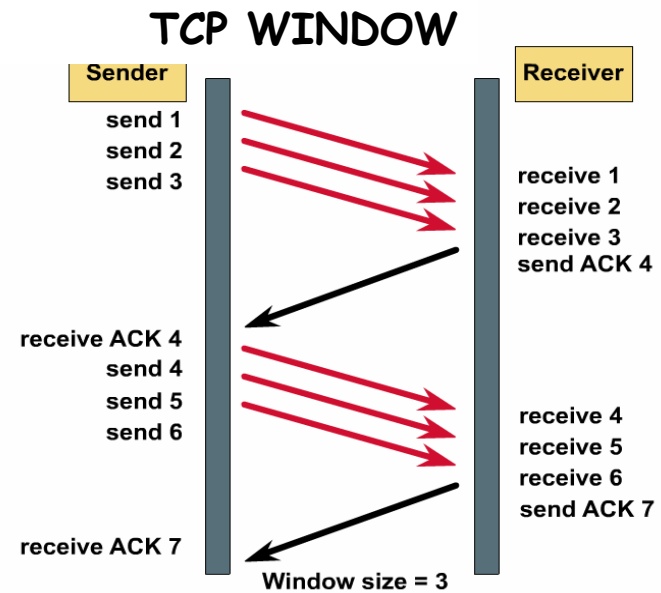 TCP WINDOW
Sender
Receiver
send 1
send 2
send 3
receive 1
receive 2
receive 3
send ACK 4
receive ACK 4
send 4
send 5
send 6
receive 4
receive 5
receive 6
send ACK 7
receive ACK 7
Window size = 3